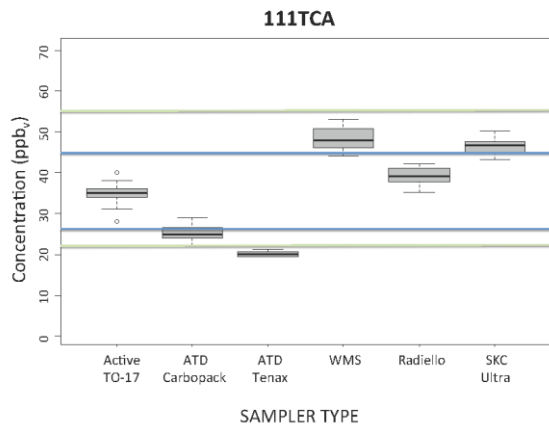 111TCA
Concentration (ppbv)
70
60
50
40
30
20
10
0
Active ATD ATD WMS Radiello SKC
TO-17 Carbopack Tenax Ultra
SAMPLER TYPE